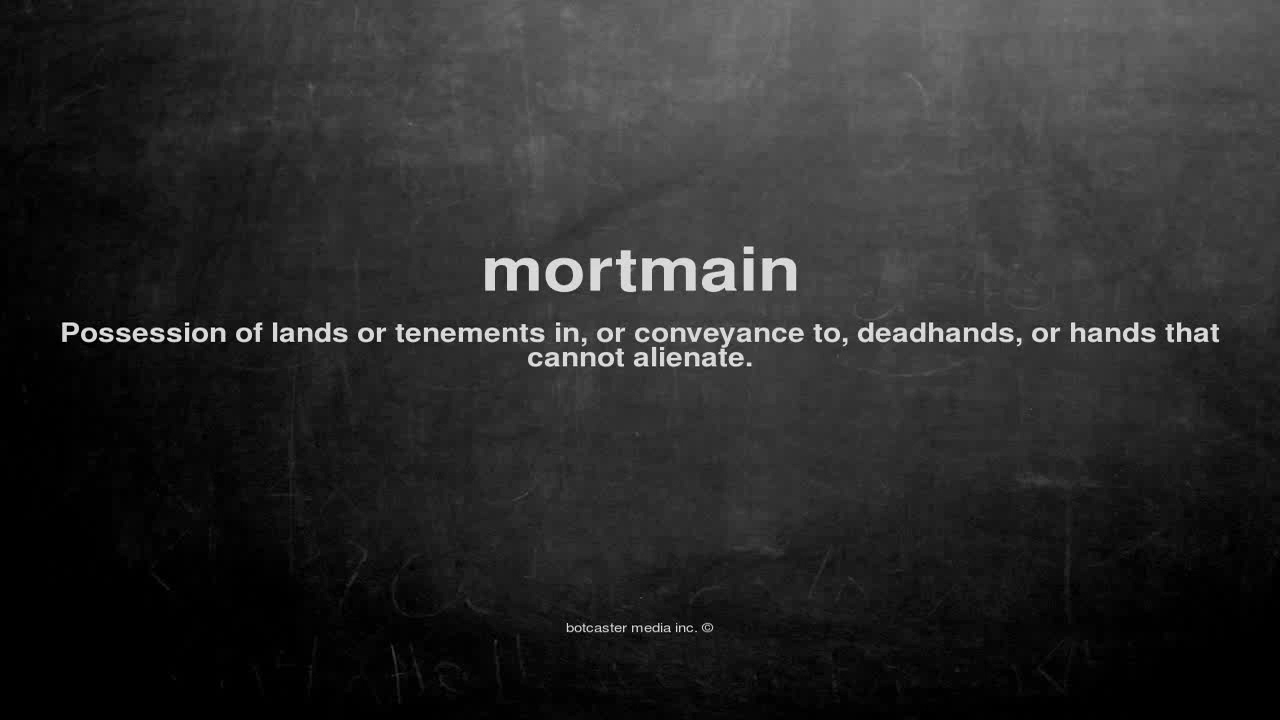 mortmain
Possession of lands or tenements in, or conveyance to, deadhands, or hands that
cannot alienate.
botcaster media inc. ©